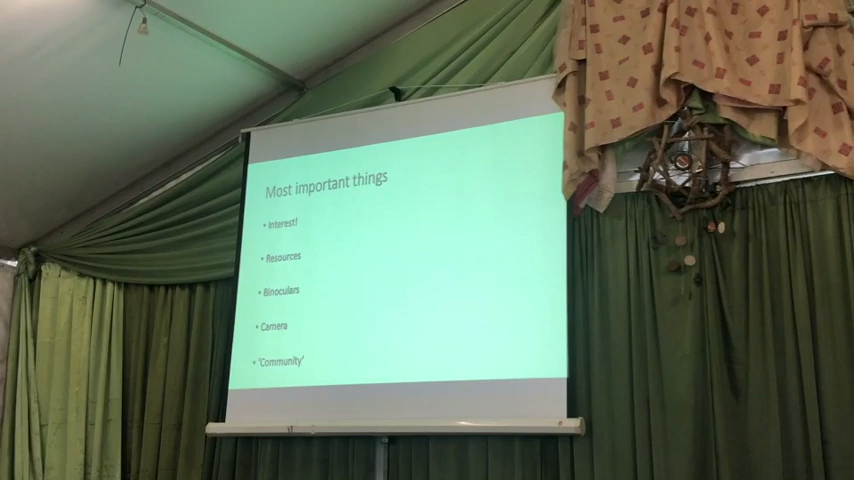 Most important things
• Interest!
• Resources
• Binoculars
• Camera
• 'Community'